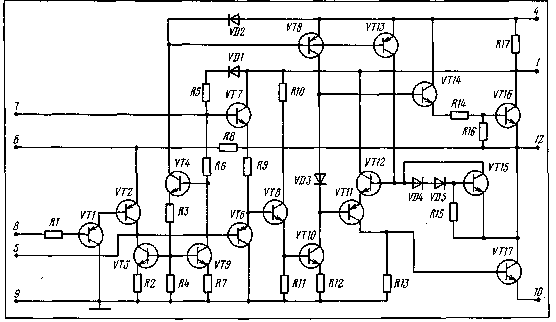 VD2 VT9 VT13 4
R17
R5 VD1 R10 1
VT14
7 VT7 R14 VT16
R16
6 R8 12
R6
VT4 R9 VD3 VT12 VT15
VD4 VD5
VT2 R3 VT8 VT11 R15
8 R1 VT1 VT6
5
VT3 VT9 VT10 VT17
R2 R4 R7 R11 R12 R13
9 10